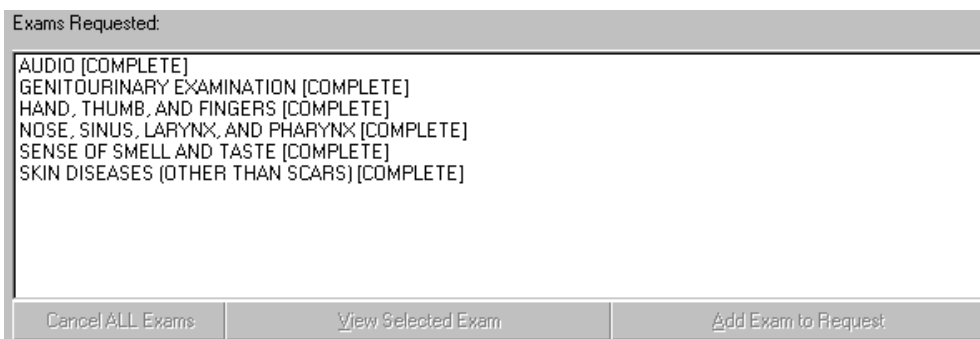 Exams Requested:
AUDIO [COMPLETE]
GENITOURINARY EXAMINATION [COMPLETE]
HAND, THUMB, AND FINGERS [COMPLETE]
NOSE, SINUS, LARYNX, AND PHARYNX [COMPLETE]
SENSE OF SMELL AND TASTE [COMPLETE]
SKIN DISEASES (OTHER THAN SCARS) [COMPLETE]
Cancel ALL Exams View Selected Exam Add Exam to Request